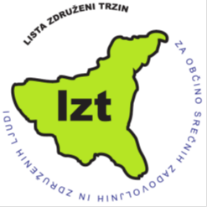 LISTA ZDRUŽENI TRZIN
ZA OBČINO SREČNIH ZADOVOLJNIH IN ZDRUŽENIH LJUDI
lzt